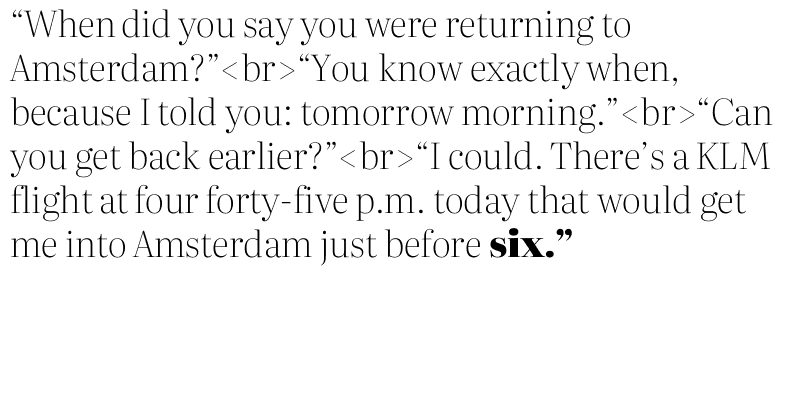 “When did you say you were returning to
Amsterdam?”<br>“You know exactly when,
because I told you: tomorrow morning.”<br>“Can
you get back earlier?”<br>“I could. There’s a KLM
flight at four forty-five p.m. today that would get
me into Amsterdam just before six.”